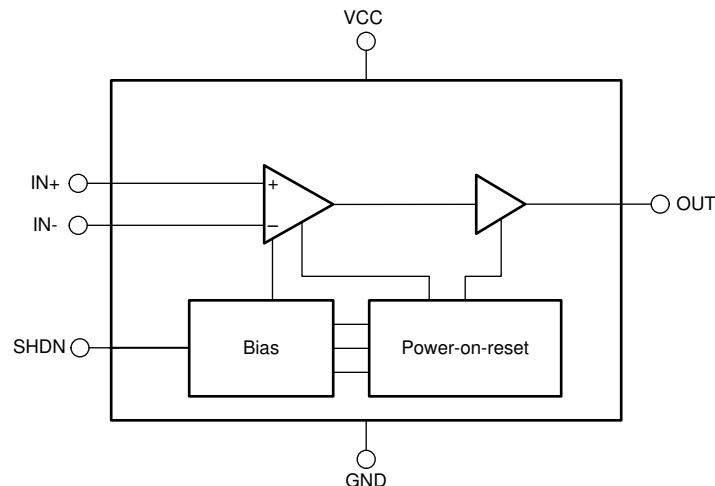 VCC
IN+
+
IN-
−
OUT
SHDN
Bias
Power-on-reset
GND